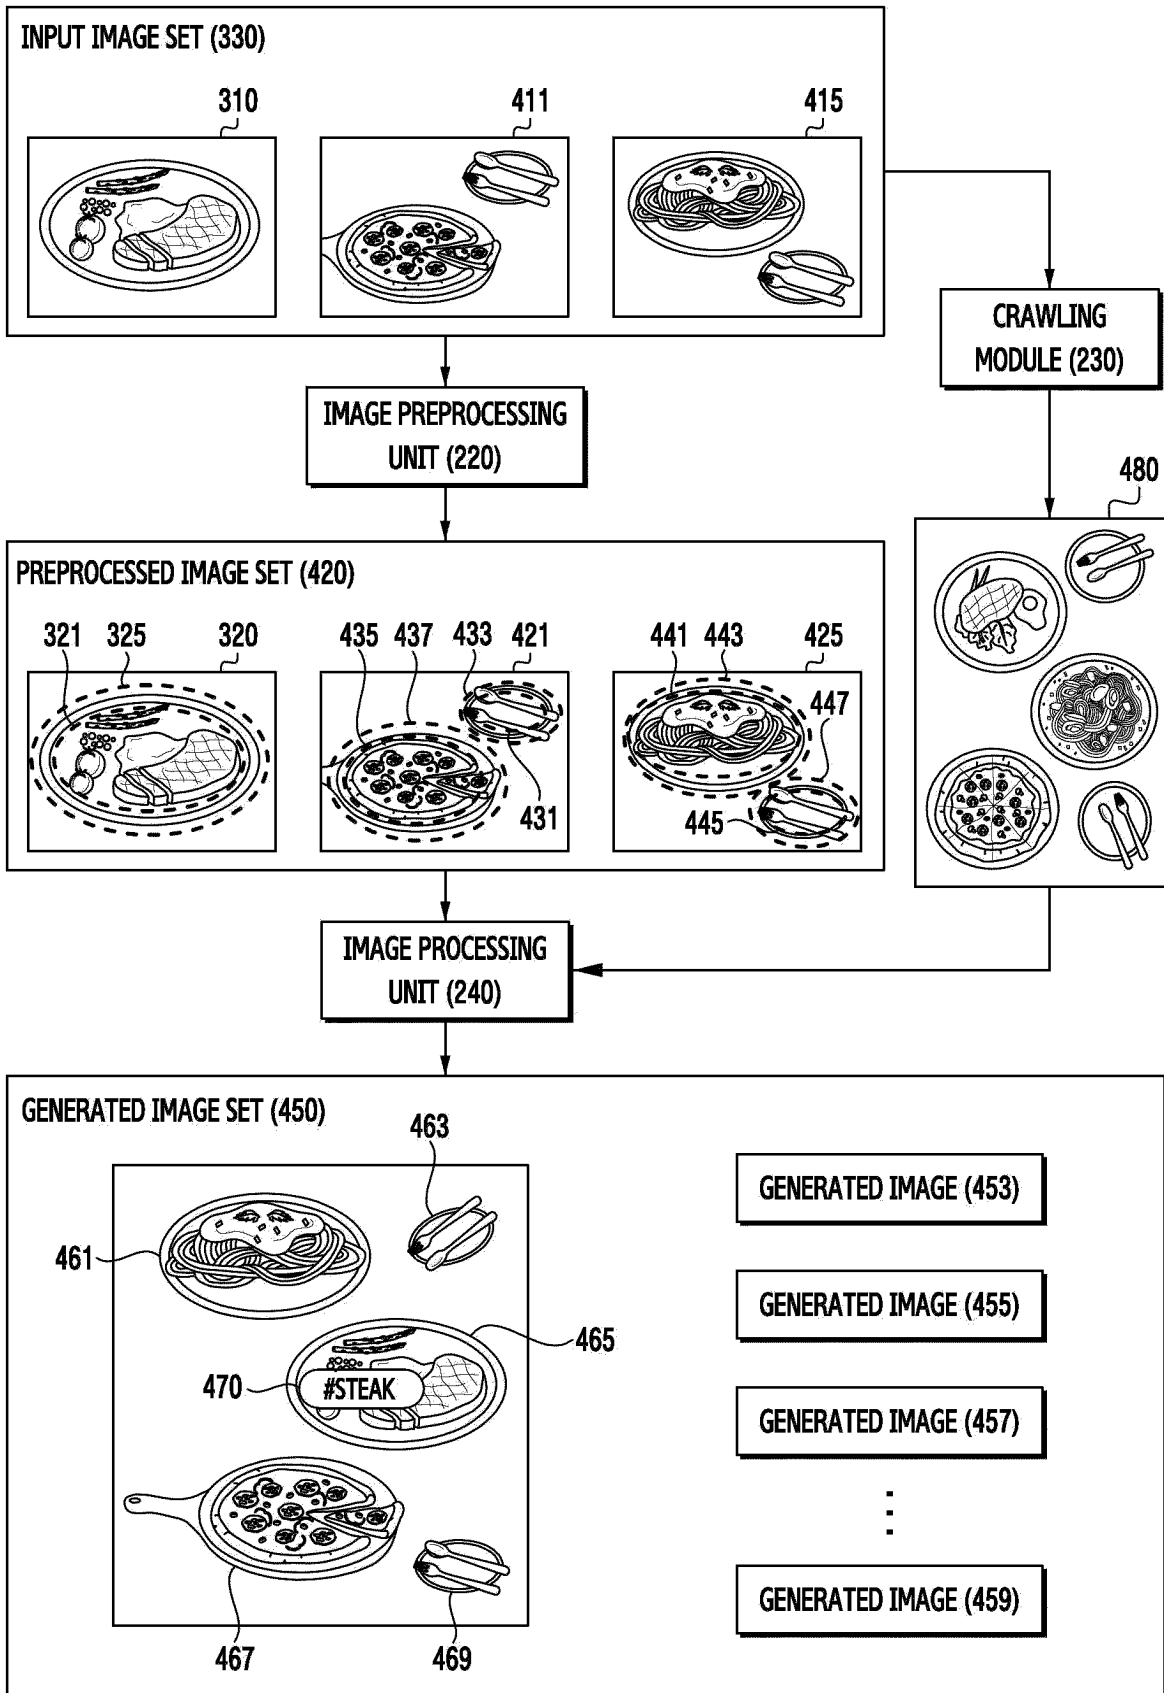 INPUT IMAGE SET (330)
310
411
415
CRAWLING
MODULE (230)
IMAGE PREPROCESSING
UNIT (220)
480
PREPROCESSED IMAGE SET (420)
321
325
320
435
437
433
421
441
443
425
447
431
445
IMAGE PROCESSING
UNIT (240)
GENERATED IMAGE SET (450)
463
461
465
470
#STEAK
467
469
GENERATED IMAGE (453)
GENERATED IMAGE (455)
GENERATED IMAGE (457)
GENERATED IMAGE (459)